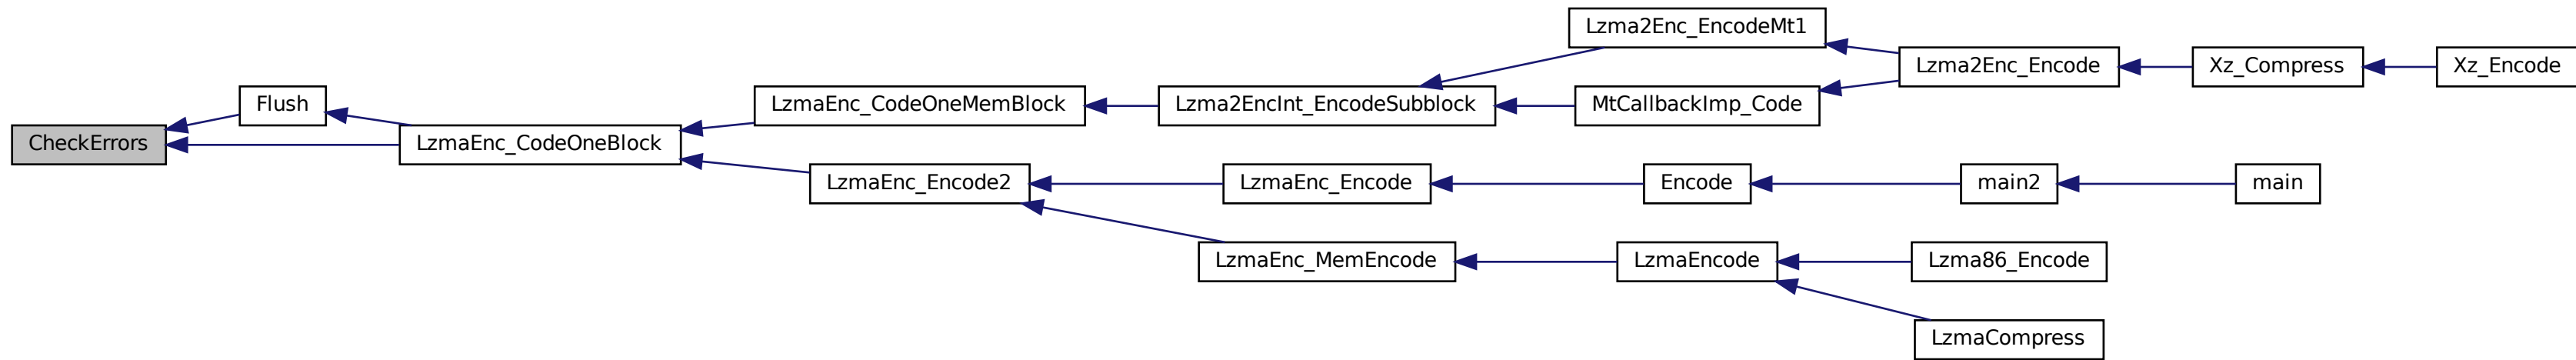 Lzma2Enc_EncodeMt1
Lzma2Enc_Encode
Xz_Compress
Xz_Encode
Flush
LzmaEnc_CodeOneMemBlock
Lzma2EncInt_EncodeSubblock
MtCallbackImp_Code
CheckErrors
LzmaEnc_CodeOneBlock
LzmaEnc_Encode2
LzmaEnc_Encode
Encode
main2
main
LzmaEnc_MemEncode
LzmaEncode
Lzma86_Encode
LzmaCompress